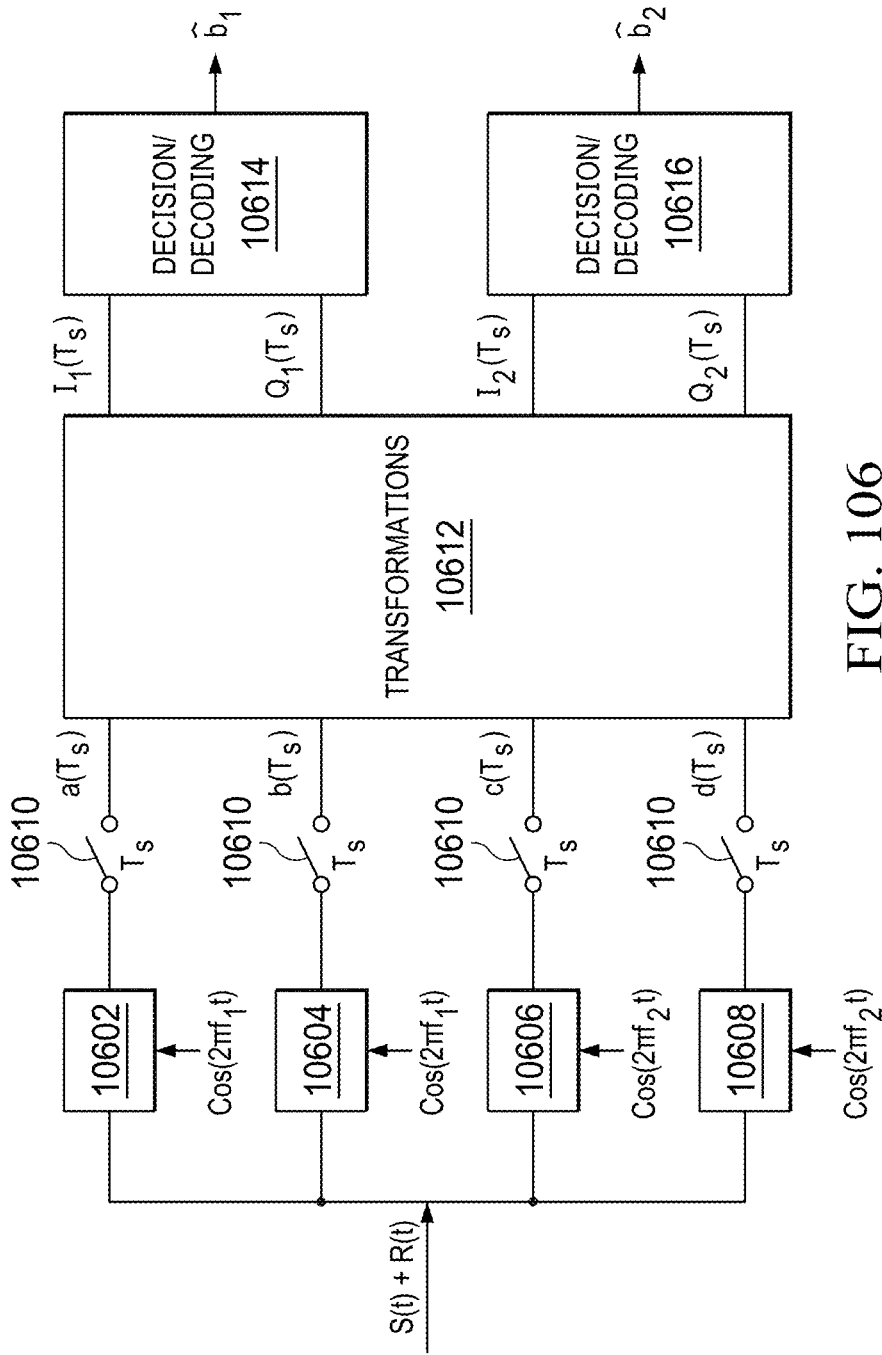 S(t) + R(t)
10602
Cos(2πf₁t)
10604
Cos(2πf₁t)
10606
Cos(2πf₂t)
10608
Cos(2πf₂t)
10610
Tₛ
a(Tₛ)
10610
Tₛ
b(Tₛ)
10610
Tₛ
c(Tₛ)
10610
Tₛ
d(Tₛ)
TRANSFORMATIONS
10612
I₁(Tₛ)
Q₁(Tₛ)
I₂(Tₛ)
Q₂(Tₛ)
DECISION/
DECODING
10614
b̂₁
DECISION/
DECODING
10616
b̂₂
FIG. 106